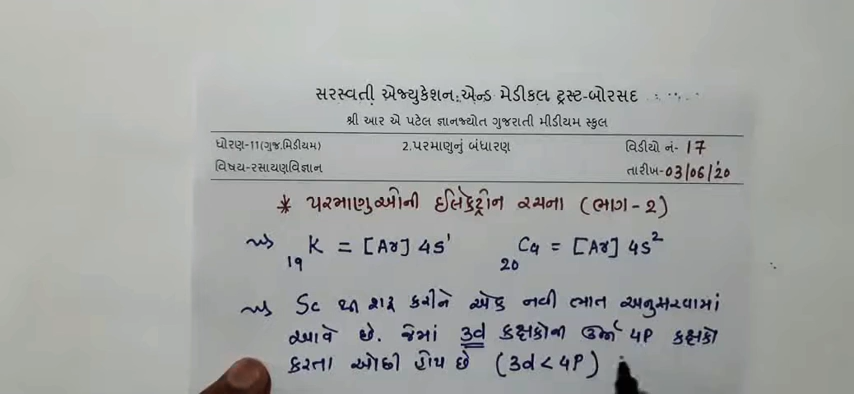 સરસ્વતી એજ્યુકેશન એન્ડ મેડીકલ ટ્રસ્ટ-બોરસદ
શ્રી આર એ પટેલ જ્ઞાનજ્યોત ગુજરાતી મીડીયમ સ્કુલ
ધોરણ-11(ગુજ.મિડીયમ) 2.પરમાણુનું બંધારણ વિડીયો નં- 17
વિષય-રસાયણવિજ્ઞાન તારીખ-03/06/20
* પરમાણુઓની ઇલેક્ટ્રોન રચના (ભાગ-2)
₁₉K = [Ar] 4s¹ ₂₀Ca = [Ar] 4s²
Sc થી શરૂ કરીને એક નવી ભાત અનુસરવામાં
આવે છે. જેમાં 3d કક્ષકોની ઉર્જા 4P કક્ષકો
કરતા ઓછી હોય છે (3d < 4P)